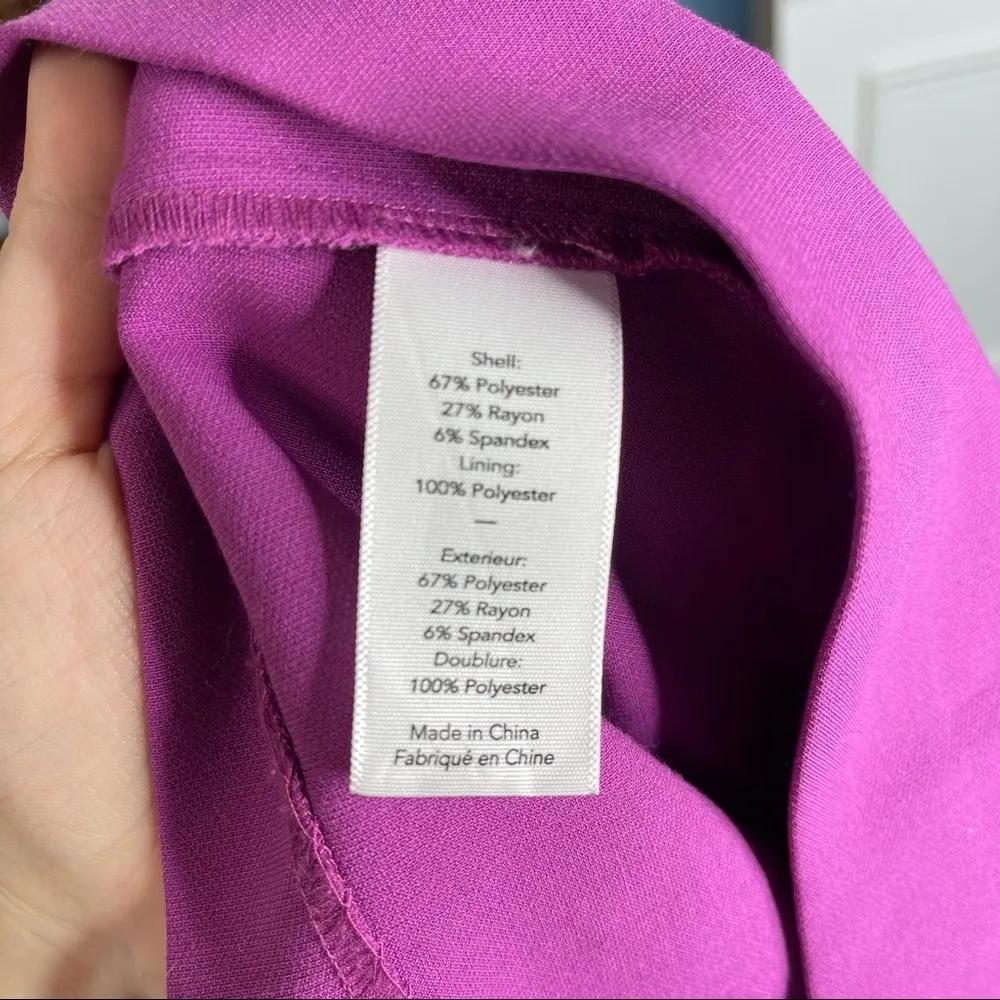 Shell:
67% Polyester
27% Rayon
6% Spandex
Lining:
100% Polyester
—
Exterieur:
67% Polyester
27% Rayon
6% Spandex
Doublure:
100% Polyester
Made in China
Fabriqué en Chine